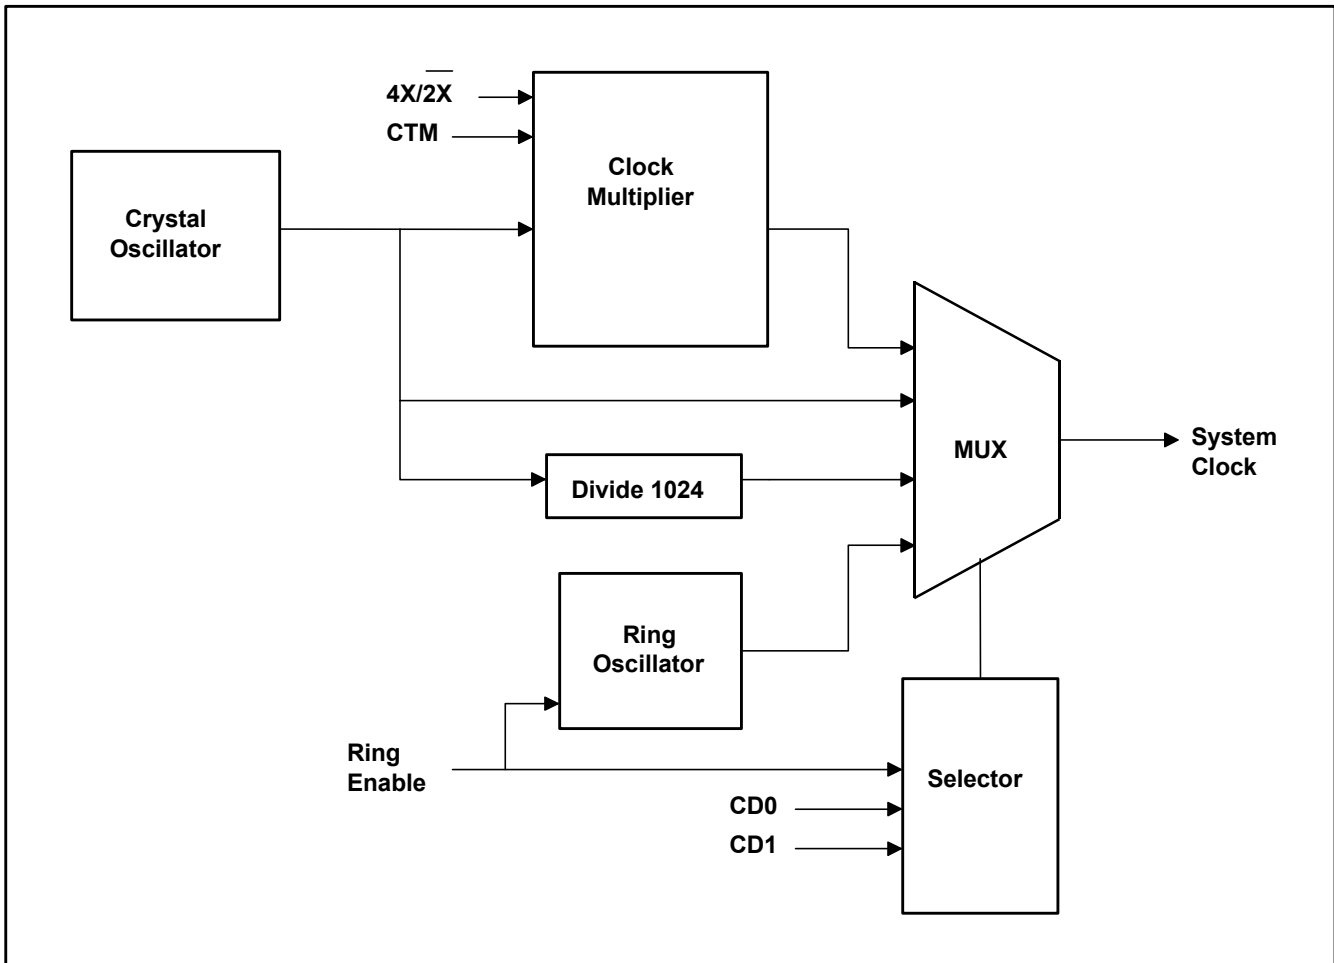 4X/2X
CTM
Clock
Multiplier
Crystal
Oscillator
MUX
System
Clock
Divide 1024
Ring
Oscillator
Ring
Enable
Selector
CD0
CD1